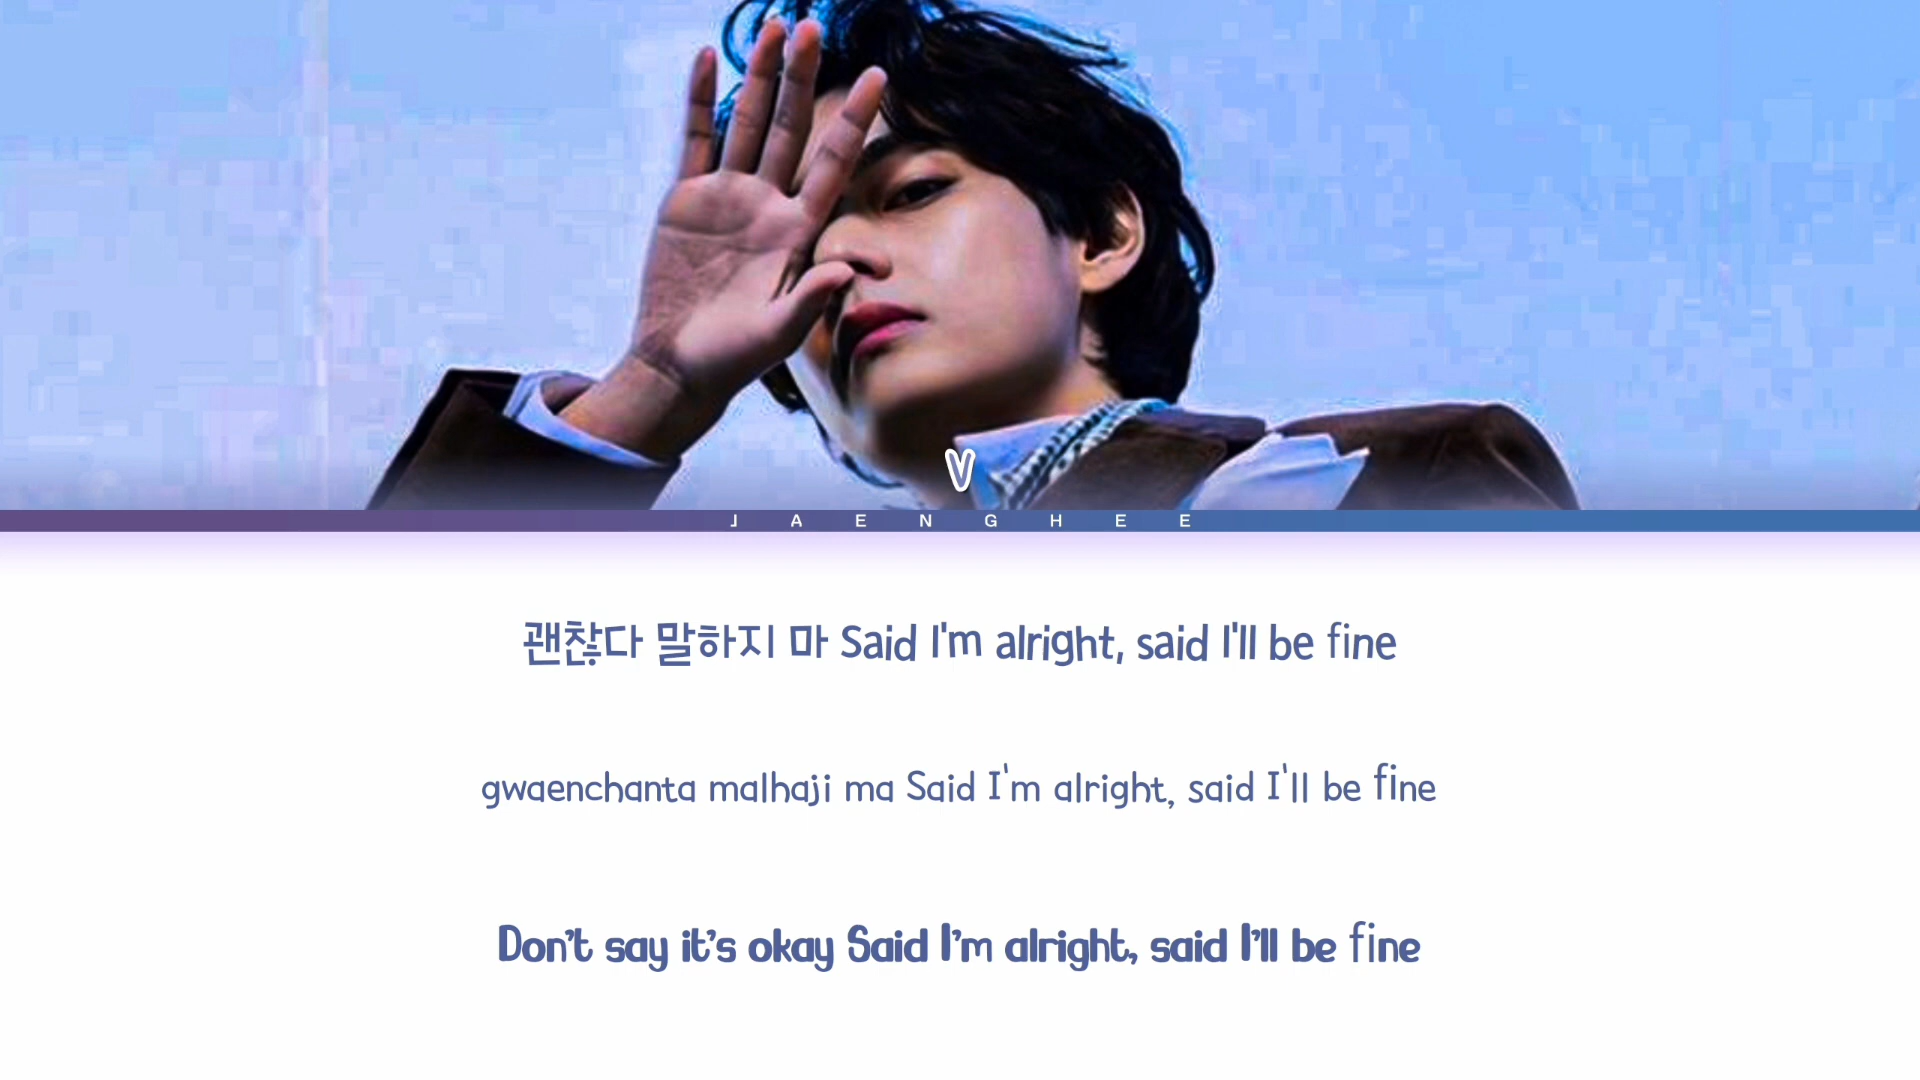 V
JAENGHEE
괜찮다 말하지 마 Said I'm alright, said I'll be fine
gwaenchanta malhaji ma Said I'm alright, said I'll be fine
Don't say it's okay Said I'm alright, said I'll be fine